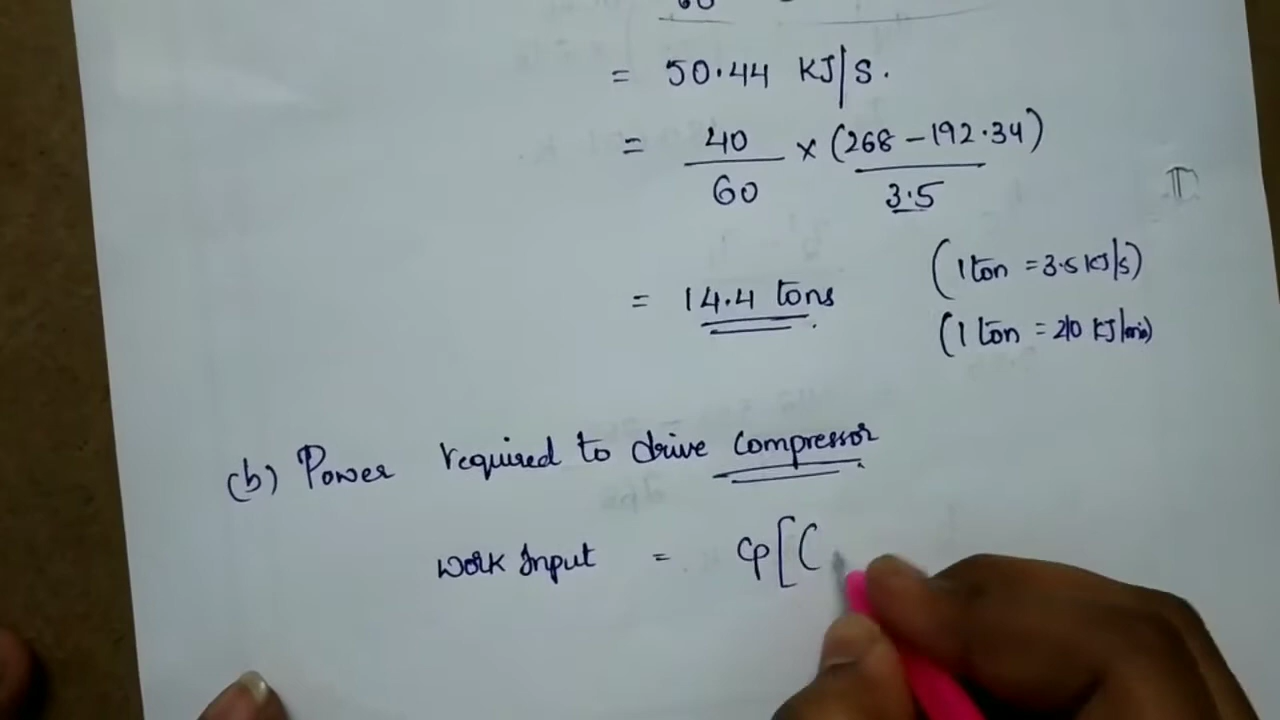 60
= 50.44 KJ/S.
= 40/60 × (268 - 192.34)/3.5
= 14.4 tons
(1 ton = 3.5 KJ/s)
(1 ton = 210 KJ/min)
(b) Power required to drive compressor
Work Input = Cp[(